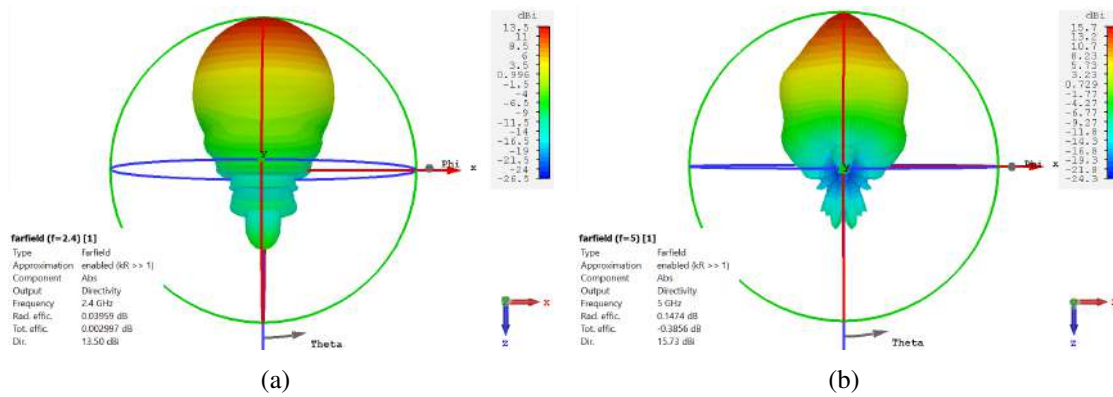 dBi
13.5
11
8.5
6
3.5
0.996
-1.5
-4
-6.5
-9
-11.5
-14
-16.5
-19
-21.5
-24
-26.5
y
Phi
x
farfield (f=2.4) [1]
Type Farfield
Approximation enabled (kR >> 1)
Component Abs
Output Directivity
Frequency 2.4 GHz
Rad. effic. 0.03959 dB
Tot. effic. 0.002997 dB
Dir. 13.50 dBi
Theta
x
z
(a)
dBi
15.7
13.2
10.7
8.23
5.73
3.23
0.729
-1.77
-4.27
-6.77
-9.27
-11.8
-14.3
-16.8
-19.3
-21.8
-24.3
y
Phi
x
farfield (f=5) [1]
Type Farfield
Approximation enabled (kR >> 1)
Component Abs
Output Directivity
Frequency 5 GHz
Rad. effic. 0.1474 dB
Tot. effic. -0.3856 dB
Dir. 15.73 dBi
Theta
z
(b)